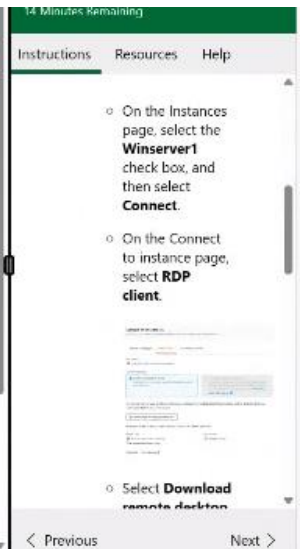 14 Minutes Remaining
Instructions Resources Help
On the Instances
page, select the
Winserver1
check box, and
then select
Connect.
On the Connect
to instance page,
select RDP
client.
Select Download
remote desktop
< Previous Next >